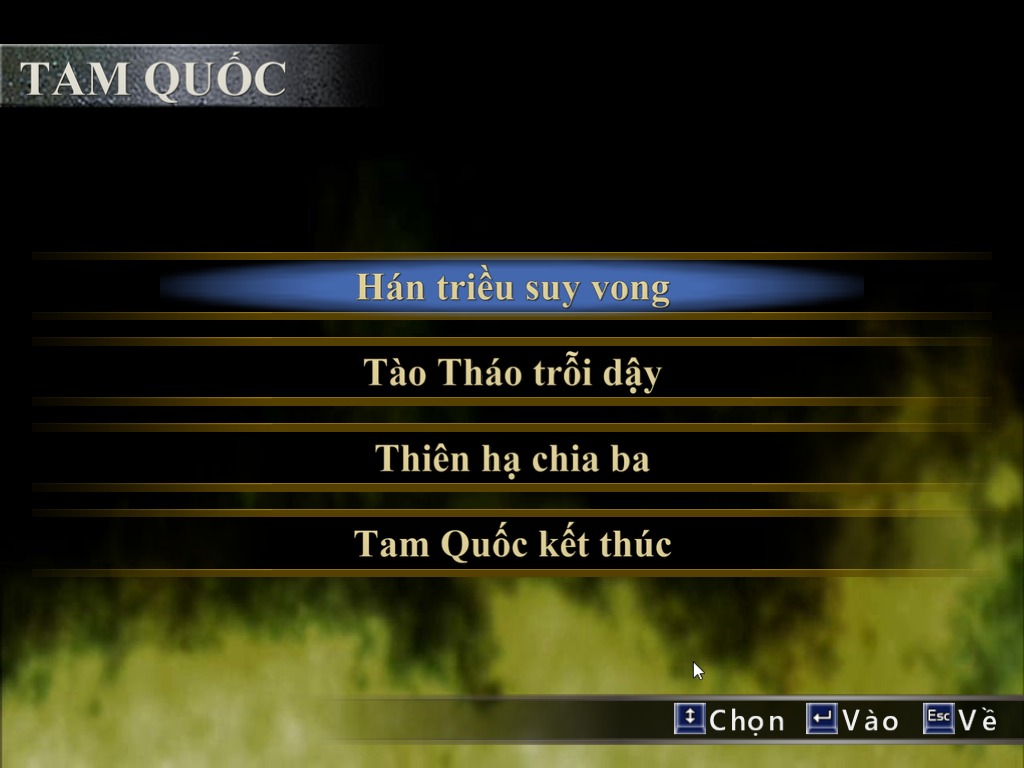 TAM QUỐC
Hán triều suy vong
Tào Tháo trỗi dậy
Thiên hạ chia ba
Tam Quốc kết thúc
Chọn Vào Esc Về